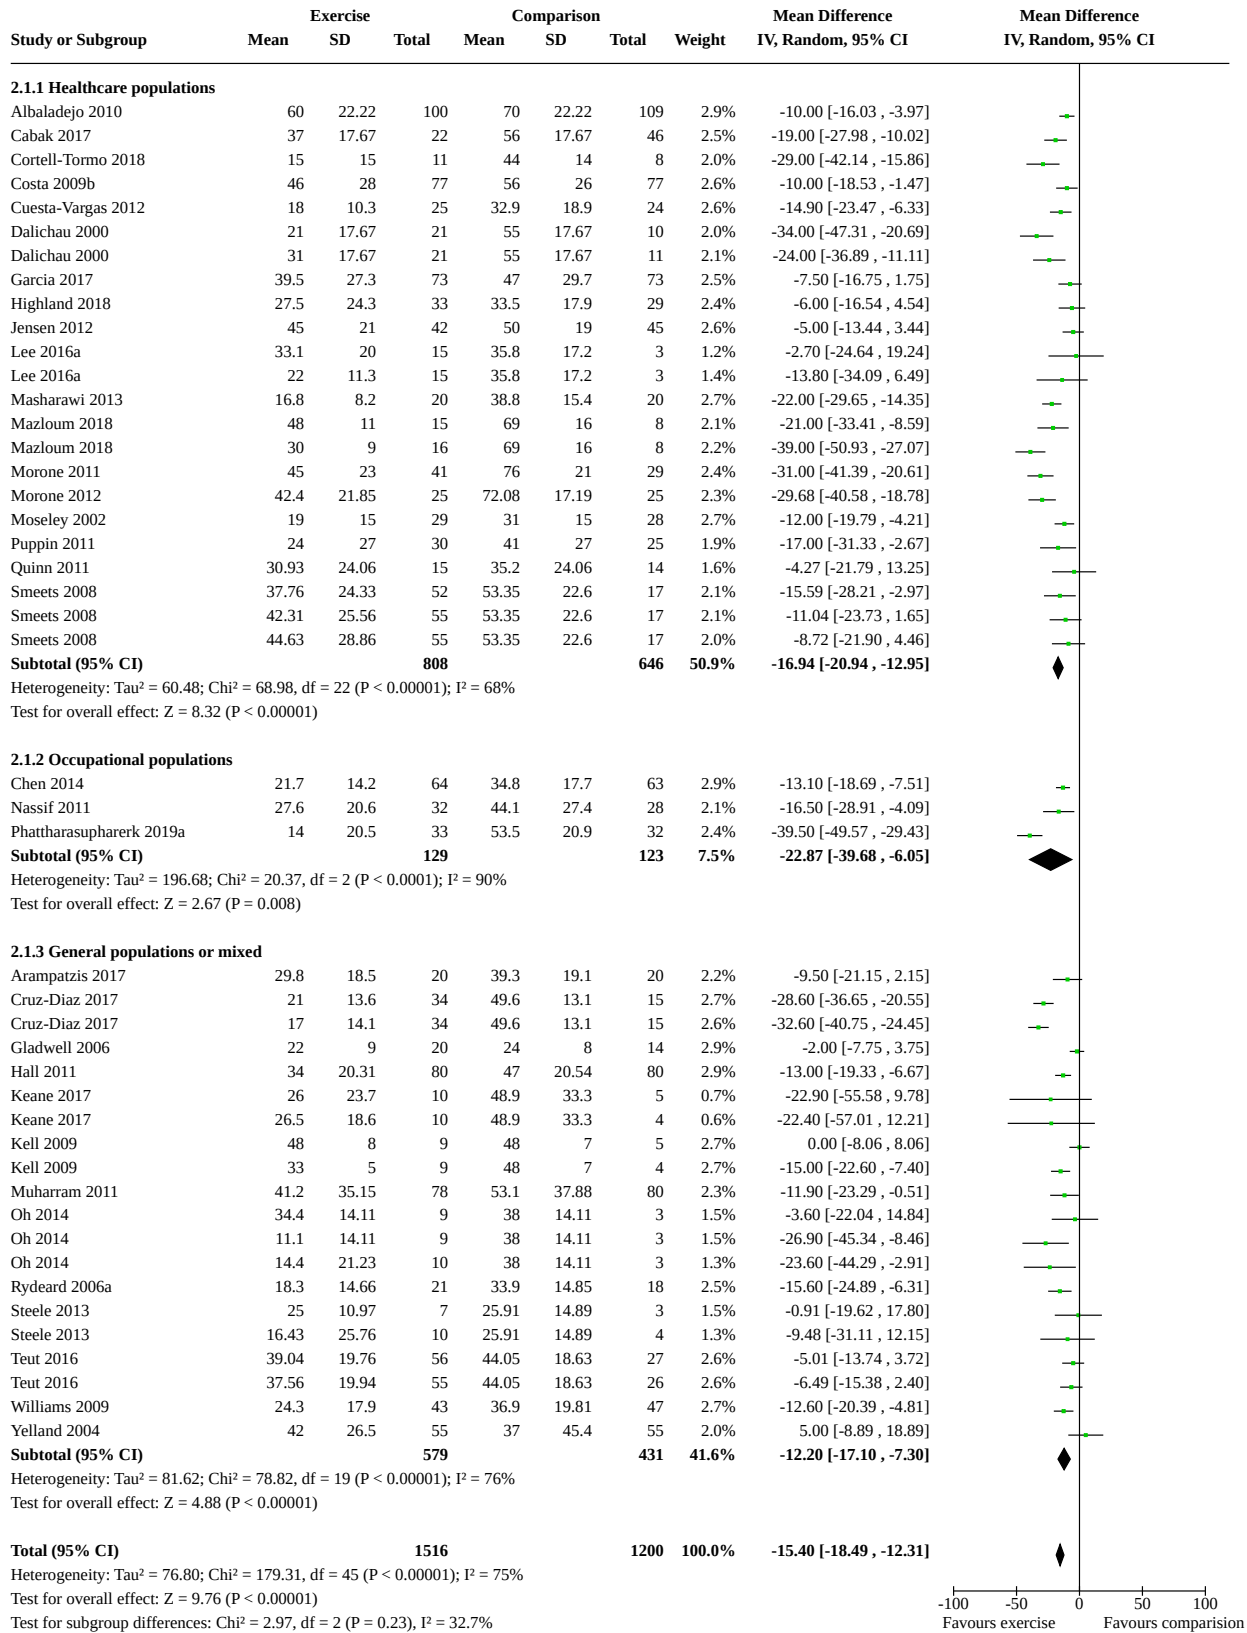 Exercise Comparison Mean Difference Mean Difference
Study or Subgroup Mean SD Total Mean SD Total Weight IV, Random, 95% CI IV, Random, 95% CI
2.1.1 Healthcare populations
Albaladejo 2010 60 22.22 100 70 22.22 109 2.9% -10.00 [-16.03 , -3.97]
Cabak 2017 37 17.67 22 56 17.67 46 2.5% -19.00 [-27.98 , -10.02]
Cortell-Tormo 2018 15 15 11 44 14 8 2.0% -29.00 [-42.14 , -15.86]
Costa 2009b 46 28 77 56 26 77 2.6% -10.00 [-18.53 , -1.47]
Cuesta-Vargas 2012 18 10.3 25 32.9 18.9 24 2.6% -14.90 [-23.47 , -6.33]
Dalichau 2000 21 17.67 21 55 17.67 10 2.0% -34.00 [-47.31 , -20.69]
Dalichau 2000 31 17.67 21 55 17.67 11 2.0% -24.00 [-36.89 , -11.11]
Garcia 2017 39.5 27.3 73 47 29.7 73 2.5% -7.50 [-16.75 , 1.75]
Highland 2018 27.5 24.3 33 33.5 17.9 29 2.4% -6.00 [-16.54 , 4.54]
Jensen 2012 45 21 42 50 19 45 2.6% -5.00 [-13.44 , 3.44]
Lee 2016a 33.1 20 15 35.8 17.2 3 1.2% -2.70 [-24.64 , 19.24]
Lee 2016a 22 11.3 15 35.8 17.2 3 1.4% -13.80 [-34.09 , 6.49]
Masharawi 2013 16.8 8.2 20 38.8 15.4 20 2.7% -22.00 [-29.65 , -14.35]
Mazloum 2018 48 11 15 69 16 8 2.1% -21.00 [-33.41 , -8.59]
Mazloum 2018 30 9 16 69 16 8 2.2% -39.00 [-50.93 , -27.07]
Morone 2011 45 23 41 76 21 29 2.4% -31.00 [-41.39 , -20.61]
Morone 2012 42.4 21.85 25 72.08 17.19 25 2.3% -29.68 [-40.58 , -18.78]
Moseley 2002 19 15 29 31 15 28 2.7% -12.00 [-19.79 , -4.21]
Puppin 2011 24 27 30 41 27 25 1.9% -17.00 [-31.33 , -2.67]
Quinn 2011 30.93 24.06 15 35.2 24.06 14 1.6% -4.27 [-21.79 , 13.25]
Smeets 2008 37.76 24.33 52 53.35 22.6 17 2.1% -15.59 [-28.21 , -2.97]
Smeets 2008 42.31 25.56 55 53.35 22.6 17 2.1% -11.04 [-23.73 , 1.65]
Smeets 2008 44.63 28.86 55 53.35 22.6 17 2.0% -8.72 [-21.90 , 4.46]
Subtotal (95% CI) 808 646 50.9% -16.94 [-20.94 , -12.95]
Heterogeneity: Tau² = 60.48; Chi² = 68.98, df = 22 (P < 0.00001); I² = 68%
Test for overall effect: Z = 8.32 (P < 0.00001)
2.1.2 Occupational populations
Chen 2014 21.7 14.2 64 34.8 17.7 63 2.9% -13.10 [-18.69 , -7.51]
Nassif 2011 27.6 20.6 32 44.1 27.4 28 2.1% -16.50 [-28.91 , -4.09]
Phattharasupharerk 2019a 14 20.5 33 53.5 20.9 32 2.4% -39.50 [-49.57 , -29.43]
Subtotal (95% CI) 129 123 7.5% -22.87 [-39.68 , -6.05]
Heterogeneity: Tau² = 196.68; Chi² = 20.37, df = 2 (P < 0.0001); I² = 90%
Test for overall effect: Z = 2.67 (P = 0.008)
2.1.3 General populations or mixed
Arampatzis 2017 29.8 18.5 20 39.3 19.1 20 2.2% -9.50 [-21.15 , 2.15]
Cruz-Diaz 2017 21 13.6 34 49.6 13.1 15 2.7% -28.60 [-36.65 , -20.55]
Cruz-Diaz 2017 17 14.1 34 49.6 13.1 15 2.6% -32.60 [-40.75 , -24.45]
Gladwell 2006 22 9 20 24 8 14 2.9% -2.00 [-7.75 , 3.75]
Hall 2011 34 20.31 80 47 20.54 80 2.9% -13.00 [-19.33 , -6.67]
Keane 2017 26 23.7 10 48.9 33.3 5 0.7% -22.90 [-55.58 , 9.78]
Keane 2017 26.5 18.6 10 48.9 33.3 4 0.6% -22.40 [-57.01 , 12.21]
Kell 2009 48 8 9 48 7 5 2.7% 0.00 [-8.06 , 8.06]
Kell 2009 33 5 9 48 7 4 2.7% -15.00 [-22.60 , -7.40]
Muharram 2011 41.2 35.15 78 53.1 37.88 80 2.3% -11.90 [-23.29 , -0.51]
Oh 2014 34.4 14.11 9 38 14.11 3 1.5% -3.60 [-22.04 , 14.84]
Oh 2014 11.1 14.11 9 38 14.11 3 1.5% -26.90 [-45.34 , -8.46]
Oh 2014 14.4 21.23 10 38 14.11 3 1.3% -23.60 [-44.29 , -2.91]
Rydeard 2006a 18.3 14.66 21 33.9 14.85 18 2.5% -15.60 [-24.89 , -6.31]
Steele 2013 25 10.97 7 25.91 14.89 3 1.5% -0.91 [-19.62 , 17.80]
Steele 2013 16.43 25.76 10 25.91 14.89 4 1.3% -9.48 [-31.11 , 12.15]
Teut 2016 39.04 19.76 56 44.05 18.63 27 2.6% -5.01 [-13.74 , 3.72]
Teut 2016 37.56 19.94 55 44.05 18.63 26 2.6% -6.49 [-15.38 , 2.40]
Williams 2009 24.3 17.9 43 36.9 19.81 47 2.7% -12.60 [-20.39 , -4.81]
Yelland 2004 42 26.5 55 37 45.4 55 2.0% 5.00 [-8.89 , 18.89]
Subtotal (95% CI) 579 431 41.6% -12.20 [-17.10 , -7.30]
Heterogeneity: Tau² = 81.62; Chi² = 78.82, df = 19 (P < 0.00001); I² = 76%
Test for overall effect: Z = 4.88 (P < 0.00001)
Total (95% CI) 1516 1200 100.0% -15.40 [-18.49 , -12.31]
Heterogeneity: Tau² = 76.80; Chi² = 179.31, df = 45 (P < 0.00001); I² = 75%
Test for overall effect: Z = 9.76 (P < 0.00001)
-100 -50 0 50 100
Test for subgroup differences: Chi² = 2.97, df = 2 (P = 0.23), I² = 32.7% Favours exercise Favours comparision